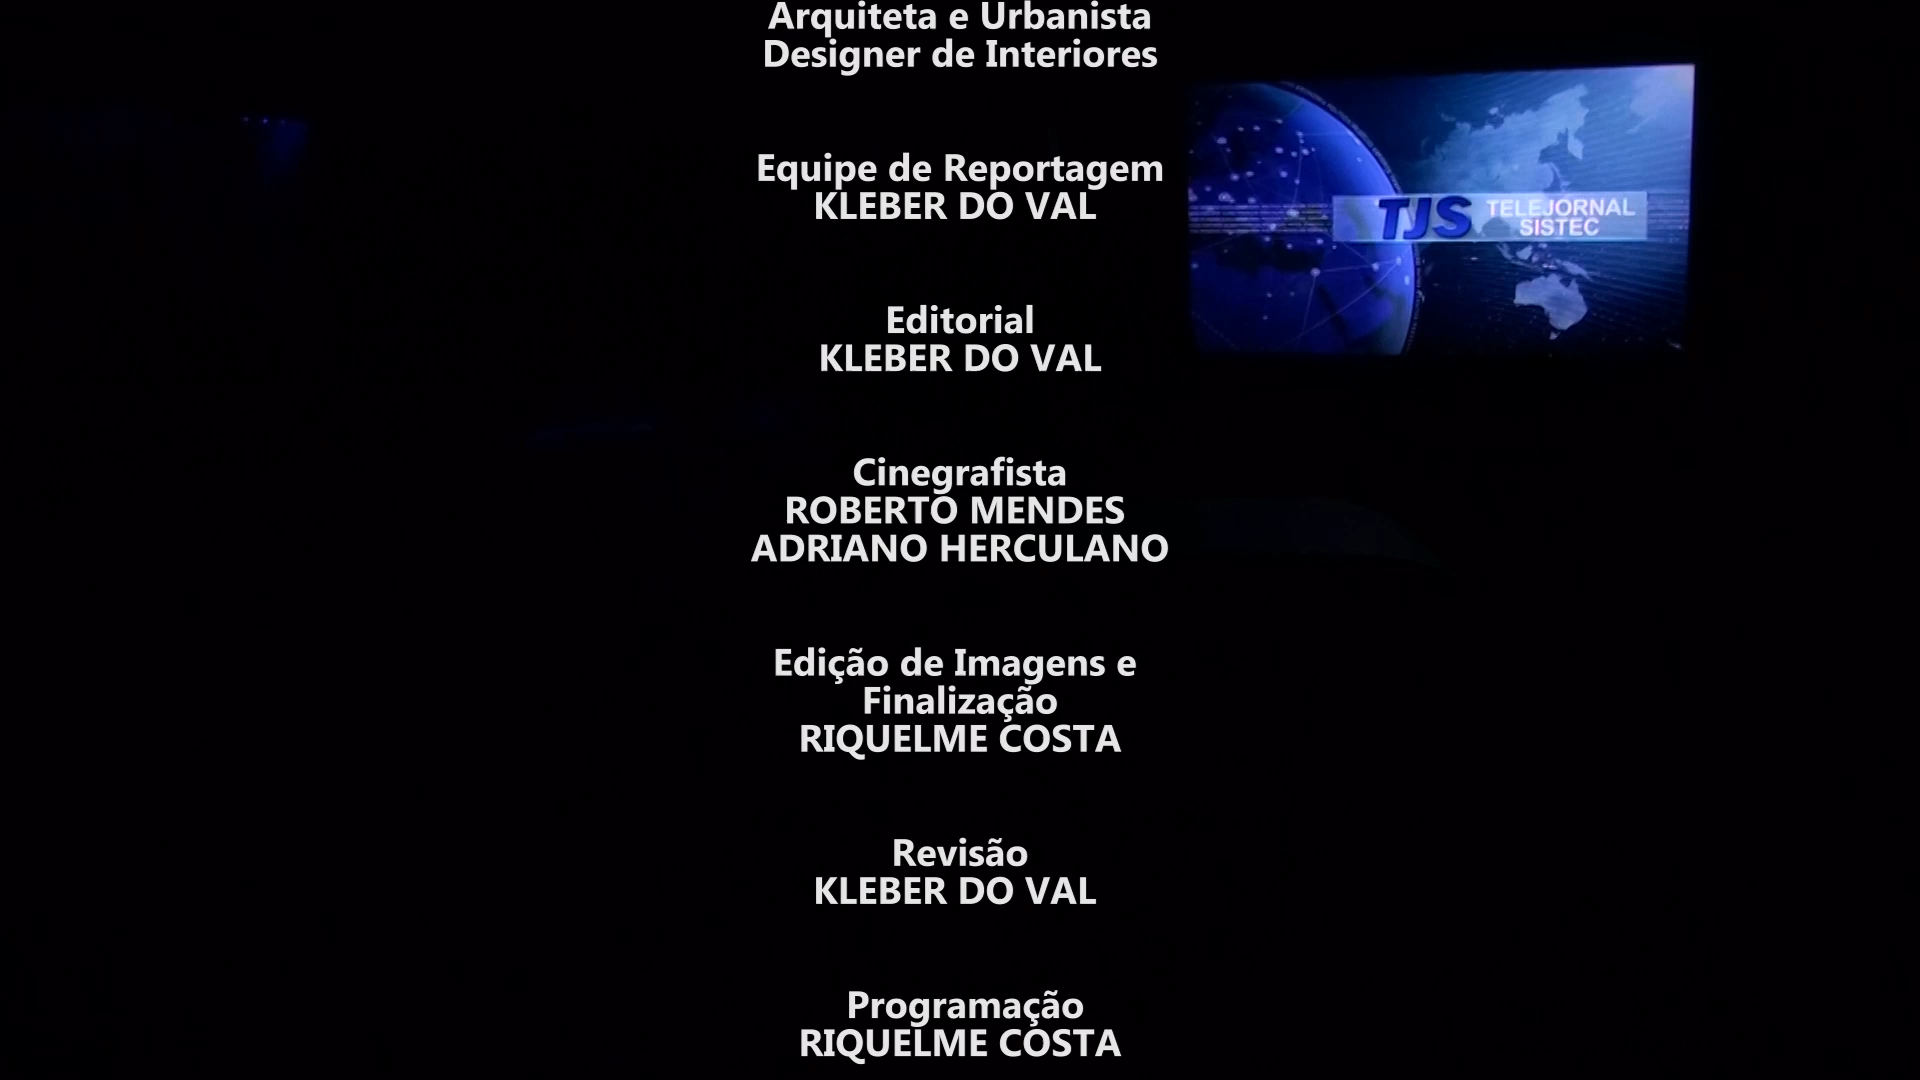 Arquiteta e Urbanista
Designer de Interiores
Equipe de Reportagem
KLEBER DO VAL
Editorial
KLEBER DO VAL
Cinegrafista
ROBERTO MENDES
ADRIANO HERCULANO
Edição de Imagens e
Finalização
RIQUELME COSTA
Revisão
KLEBER DO VAL
Programação
RIQUELME COSTA
TJS TELEJORNAL
SISTEC